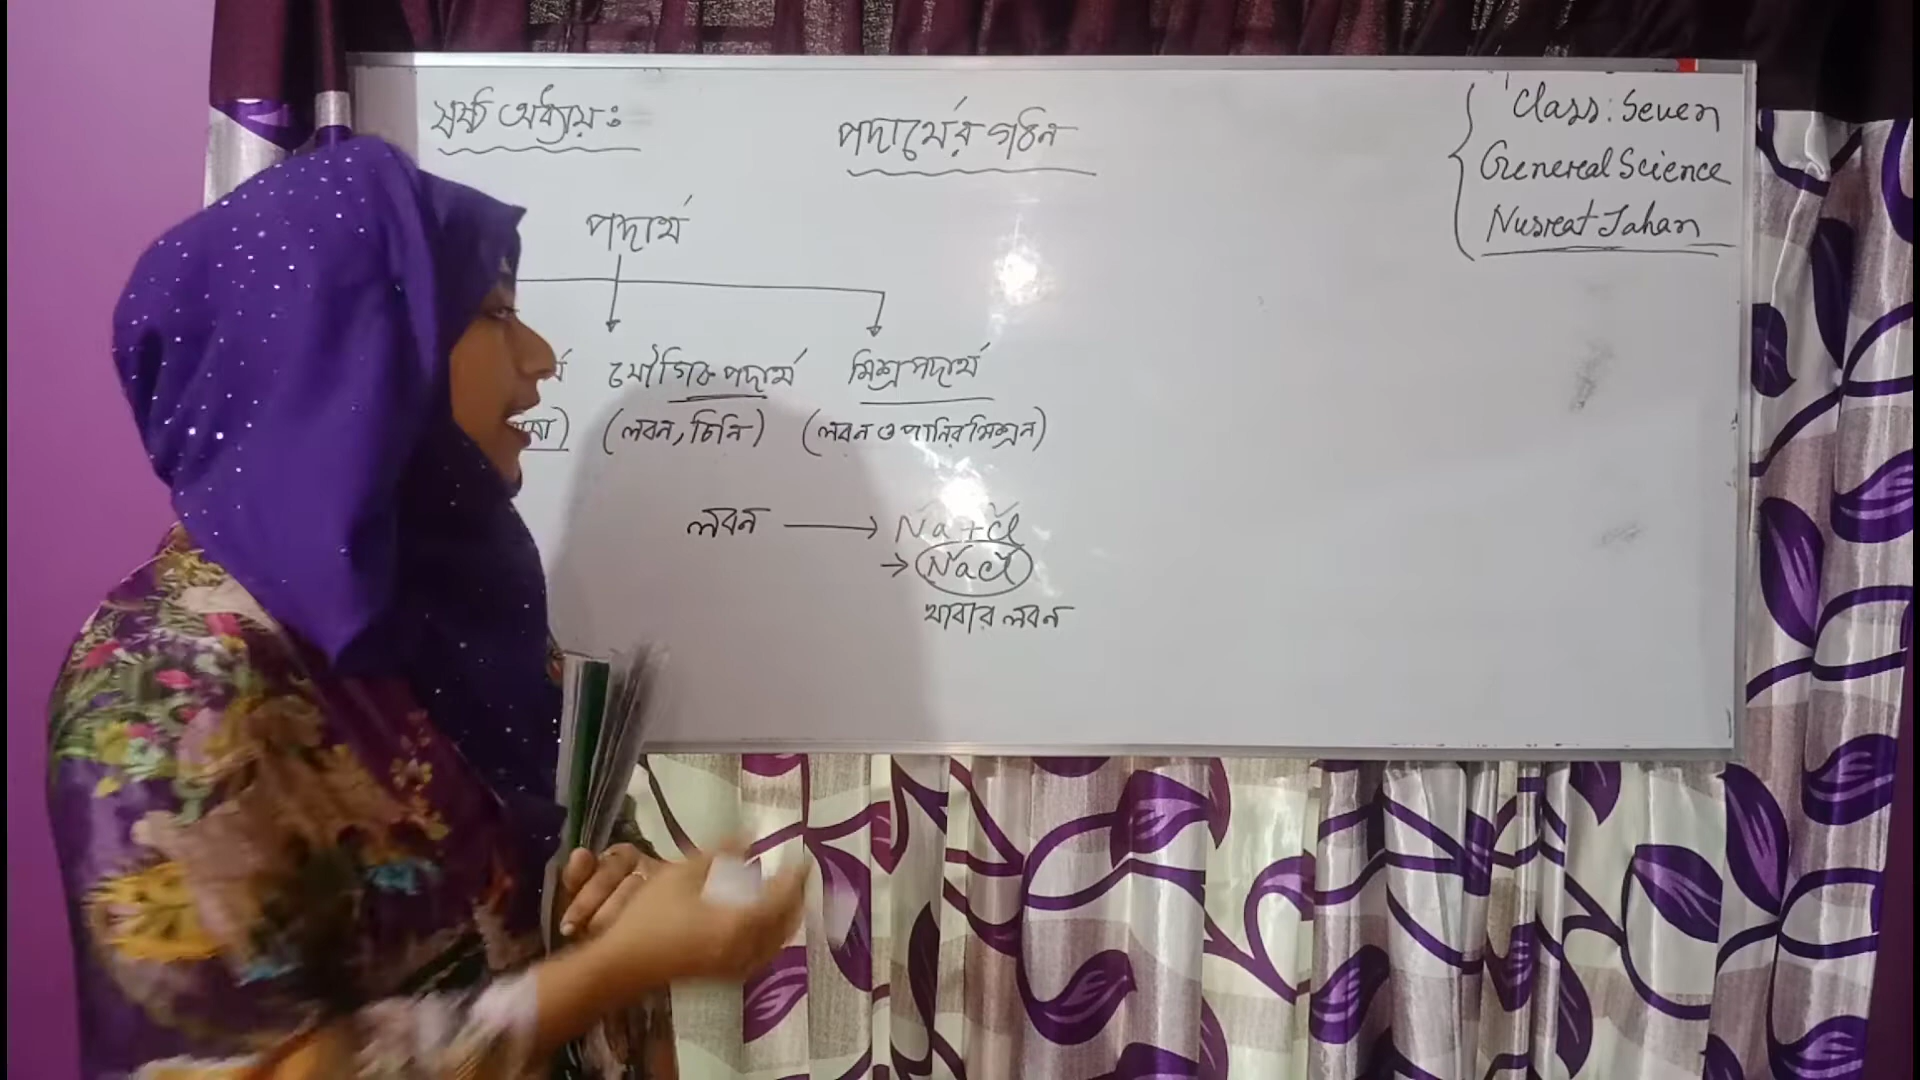 ষষ্ঠ অধ্যায়ঃ
পদার্থের গঠন
Class: Seven
General Science
Nusrat Jahan
পদার্থ
যৌগিক পদার্থ
মিশ্র পদার্থ
(লবন, চিনি)
(লবন ও পানির মিশ্রন)
লবন → Na + Cl
→ NaCl
খাবার লবন